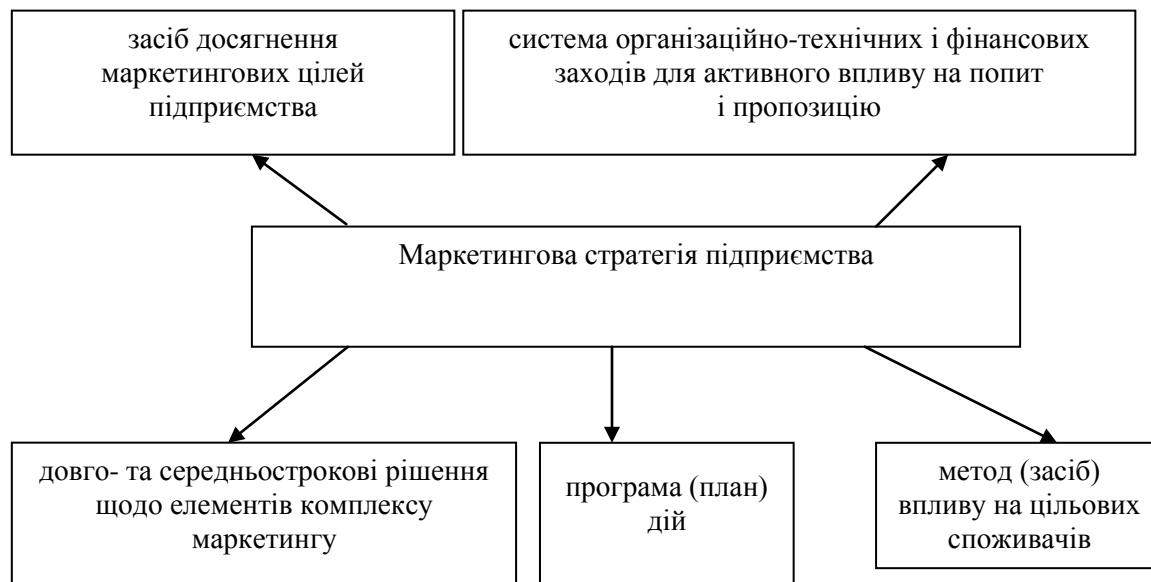 засіб досягнення
маркетингових цілей
підприємства
система організаційно-технічних і фінансових
заходів для активного впливу на попит
і пропозицію
Маркетингова стратегія підприємства
довго- та середньострокові рішення
щодо елементів комплексу
маркетингу
програма (план)
дій
метод (засіб)
впливу на цільових
споживачів